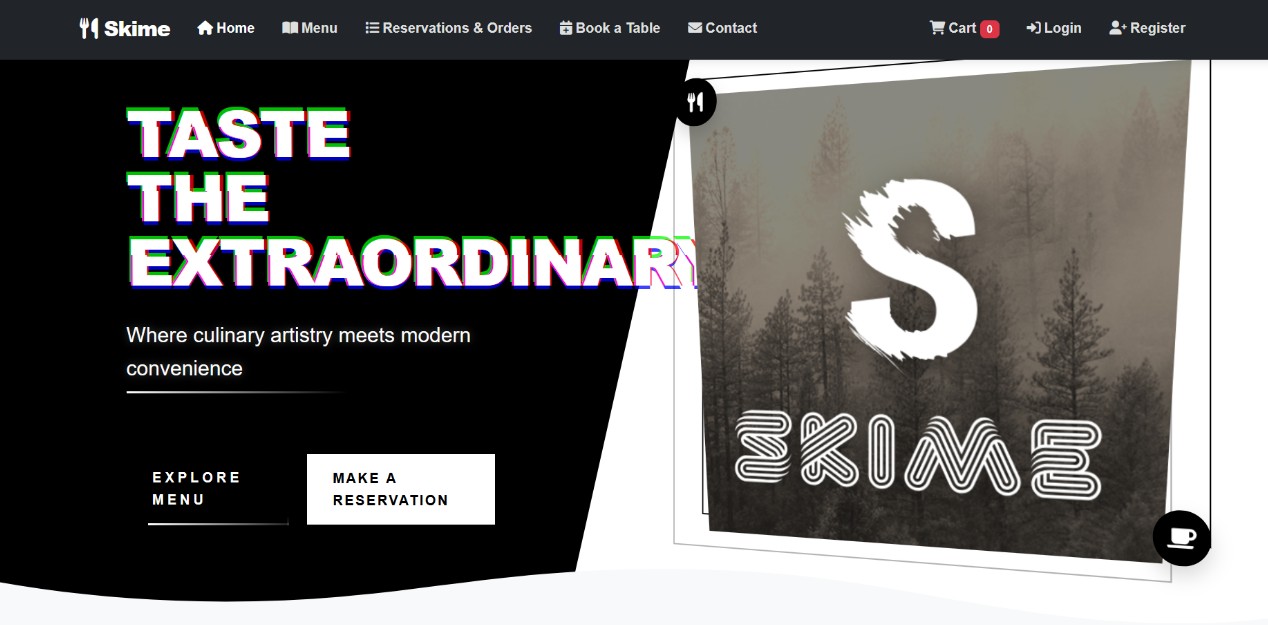 Skime Home Menu Reservations & Orders Book a Table Contact Cart 0 Login Register
TASTE
THE
EXTRAORDINARY
Where culinary artistry meets modern
convenience
EXPLORE
MENU
MAKE A
RESERVATION
S
SKIME